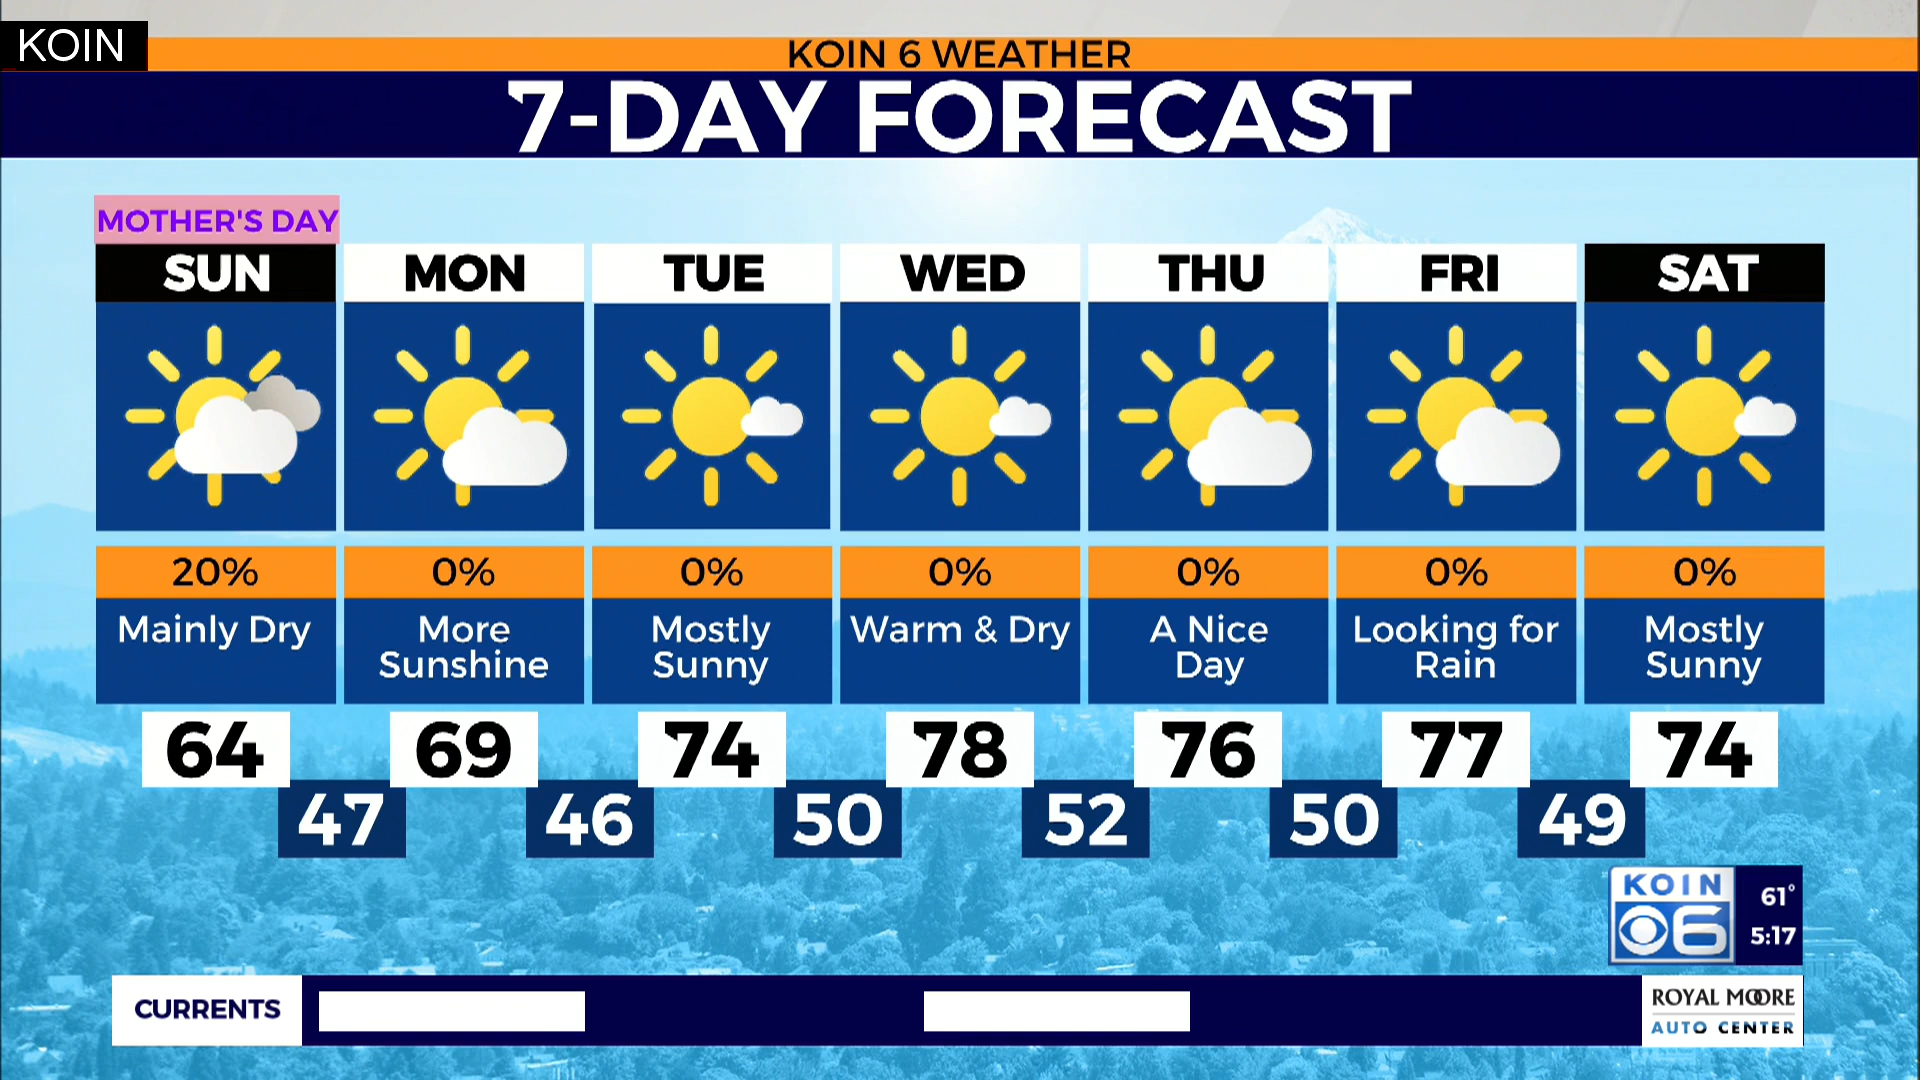 KOIN
KOIN 6 WEATHER
7-DAY FORECAST
MOTHER'S DAY
SUN MON TUE WED THU FRI SAT
20% 0% 0% 0% 0% 0% 0%
Mainly Dry
More
Sunshine
Mostly
Sunny
Warm & Dry
A Nice
Day
Looking for
Rain
Mostly
Sunny
64 69 74 78 76 77 74
47 46 50 52 50 49
KOIN
6
61°
5:17
CURRENTS
ROYAL MOORE
AUTO CENTER